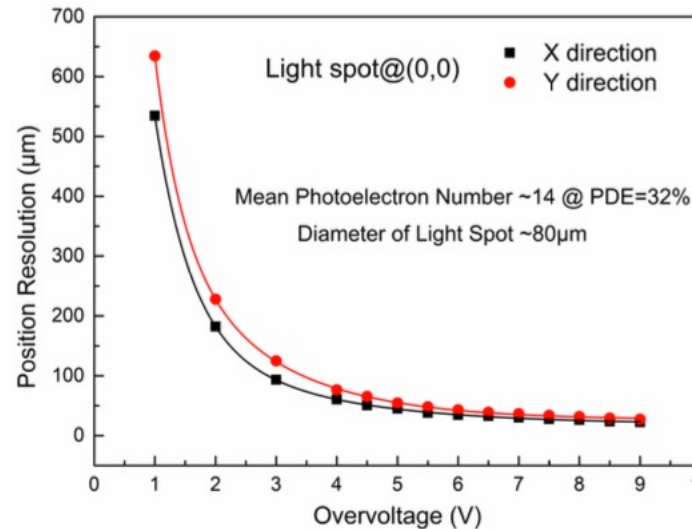 700
600
500
400
300
200
100
0
Position Resolution (μm)
Light spot@(0,0)
X direction
Y direction
Mean Photoelectron Number ~14 @ PDE=32%
Diameter of Light Spot ~80μm
0 1 2 3 4 5 6 7 8 9
Overvoltage (V)